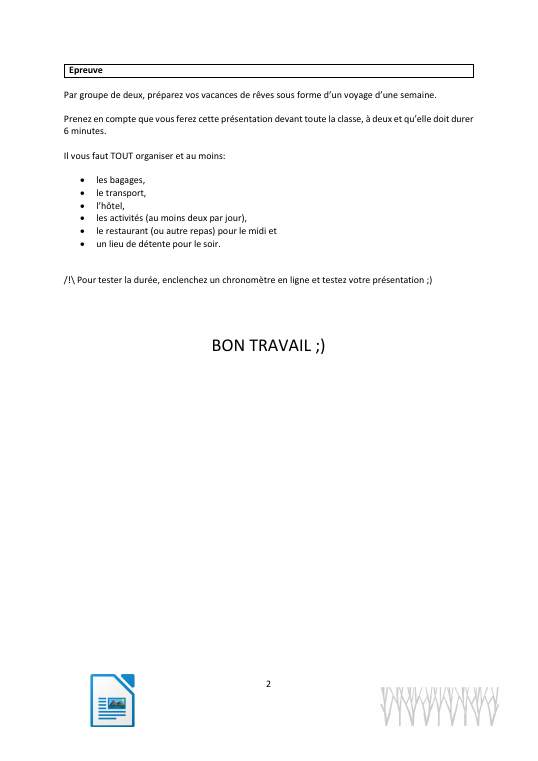 Epreuve
Par groupe de deux, préparez vos vacances de rêves sous forme d’un voyage d’une semaine.
Prenez en compte que vous ferez cette présentation devant toute la classe, à deux et qu’elle doit durer
6 minutes.
Il vous faut TOUT organiser et au moins:
• les bagages,
• le transport,
• l’hôtel,
• les activités (au moins deux par jour),
• le restaurant (ou autre repas) pour le midi et
• un lieu de détente pour le soir.
/!\ Pour tester la durée, enclenchez un chronomètre en ligne et testez votre présentation ;)
BON TRAVAIL ;)
2